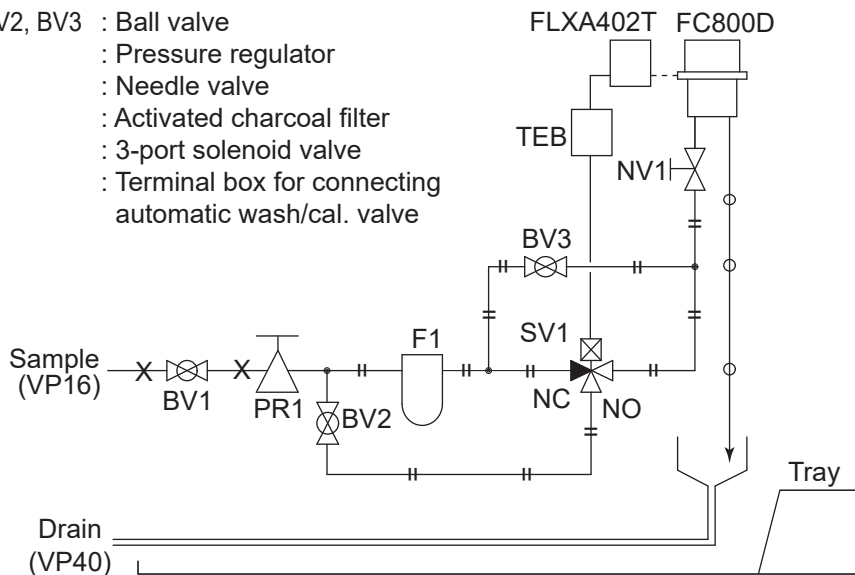 V2, BV3 : Ball valve
: Pressure regulator
: Needle valve
: Activated charcoal filter
: 3-port solenoid valve
: Terminal box for connecting
automatic wash/cal. valve
FLXA402T FC800D
TEB
NV1
BV3
SV1
F1
Sample
(VP16)
BV1
PR1
BV2
NC
NO
Tray
Drain
(VP40)